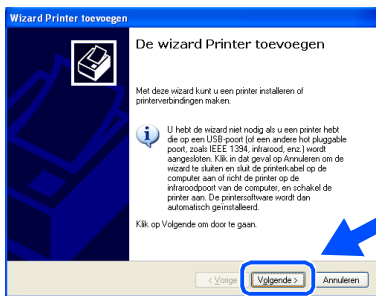 Wizard Printer toevoegen
De wizard Printer toevoegen
Met deze wizard kunt u een printer installeren of
printerverbindingen maken.
U hebt de wizard niet nodig als u een printer hebt
die op een USB-poort (of een andere hot pluggable
poort, zoals IEEE 1394, infrarood, enz.) wordt
aangesloten. Klik in dat geval op Annuleren om de
wizard te sluiten en sluit de printerkabel op de
computer aan of richt de printer op de
infraroodpoort van de computer, en schakel de
printer aan. De printersoftware wordt dan
automatisch geïnstalleerd.
Klik op Volgende om door te gaan.
< Vorige Volgende > Annuleren